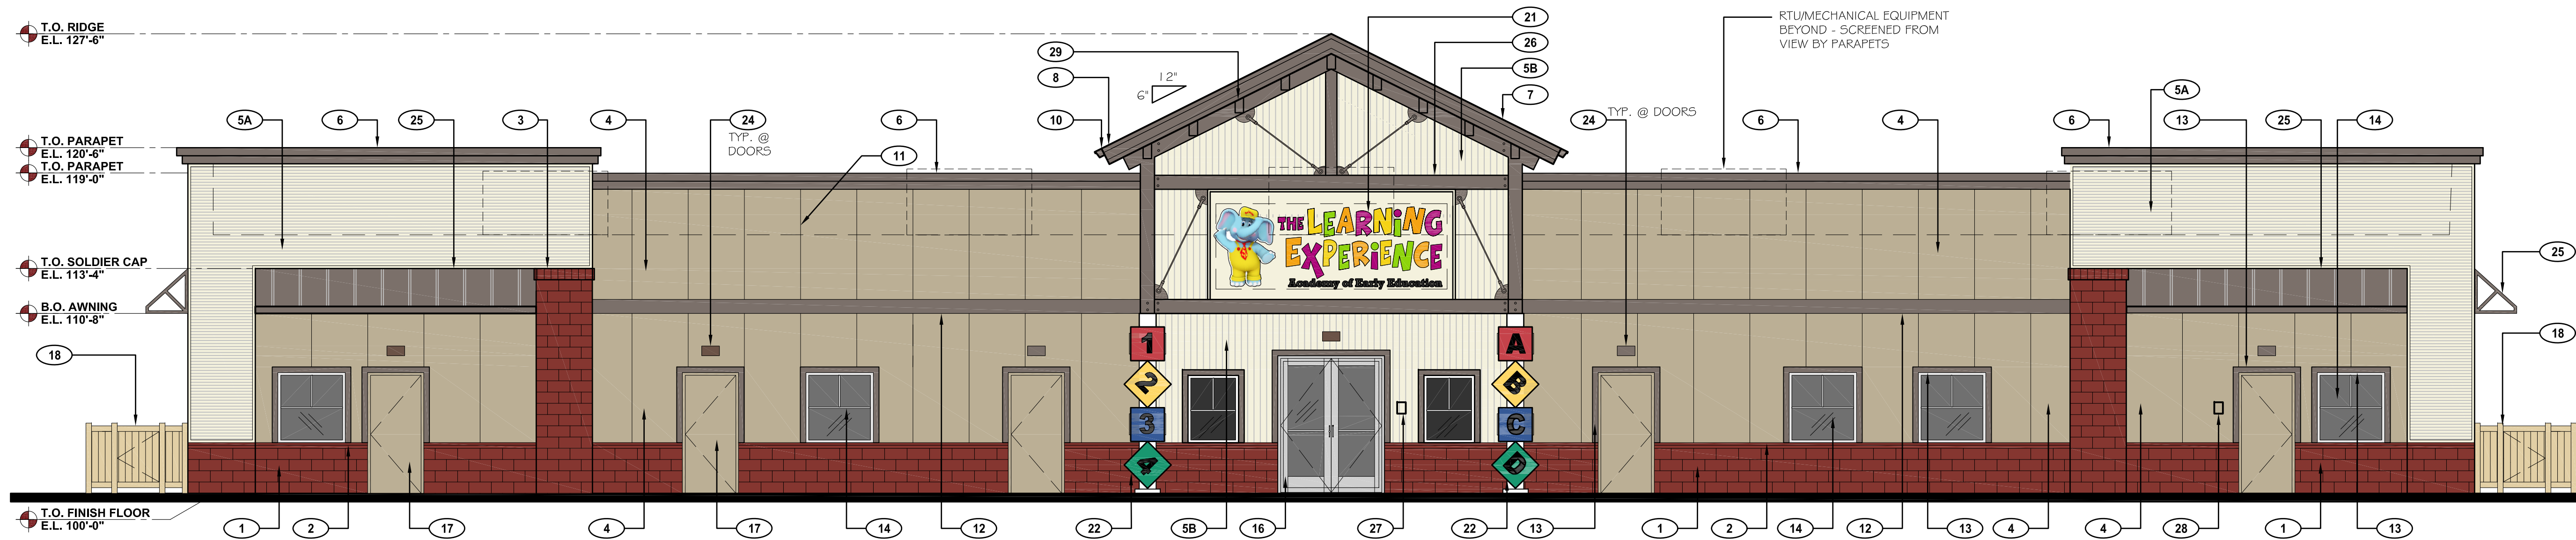 T.O. RIDGE
E.L. 127'-6"
21
RTU/MECHANICAL EQUIPMENT
BEYOND - SCREENED FROM
VIEW BY PARAPETS
26
29
5B
8
12"
6"
7
5A
5A
6
25
3
4
24
TYP. @
DOORS
6
10
24
TYP. @ DOORS
6
4
6
13
25
14
T.O. PARAPET
E.L. 120'-6"
11
T.O. PARAPET
E.L. 119'-0"
THE LEARNING
EXPERIENCE
Academy of Early Education
T.O. SOLDIER CAP
E.L. 113'-4"
25
B.O. AWNING
E.L. 110'-8"
18
18
1
2
3
4
A
B
C
D
T.O. FINISH FLOOR
E.L. 100'-0"
1
2
17
4
17
14
12
22
5B
16
27
22
13
1
2
14
12
13
4
4
28
1
13